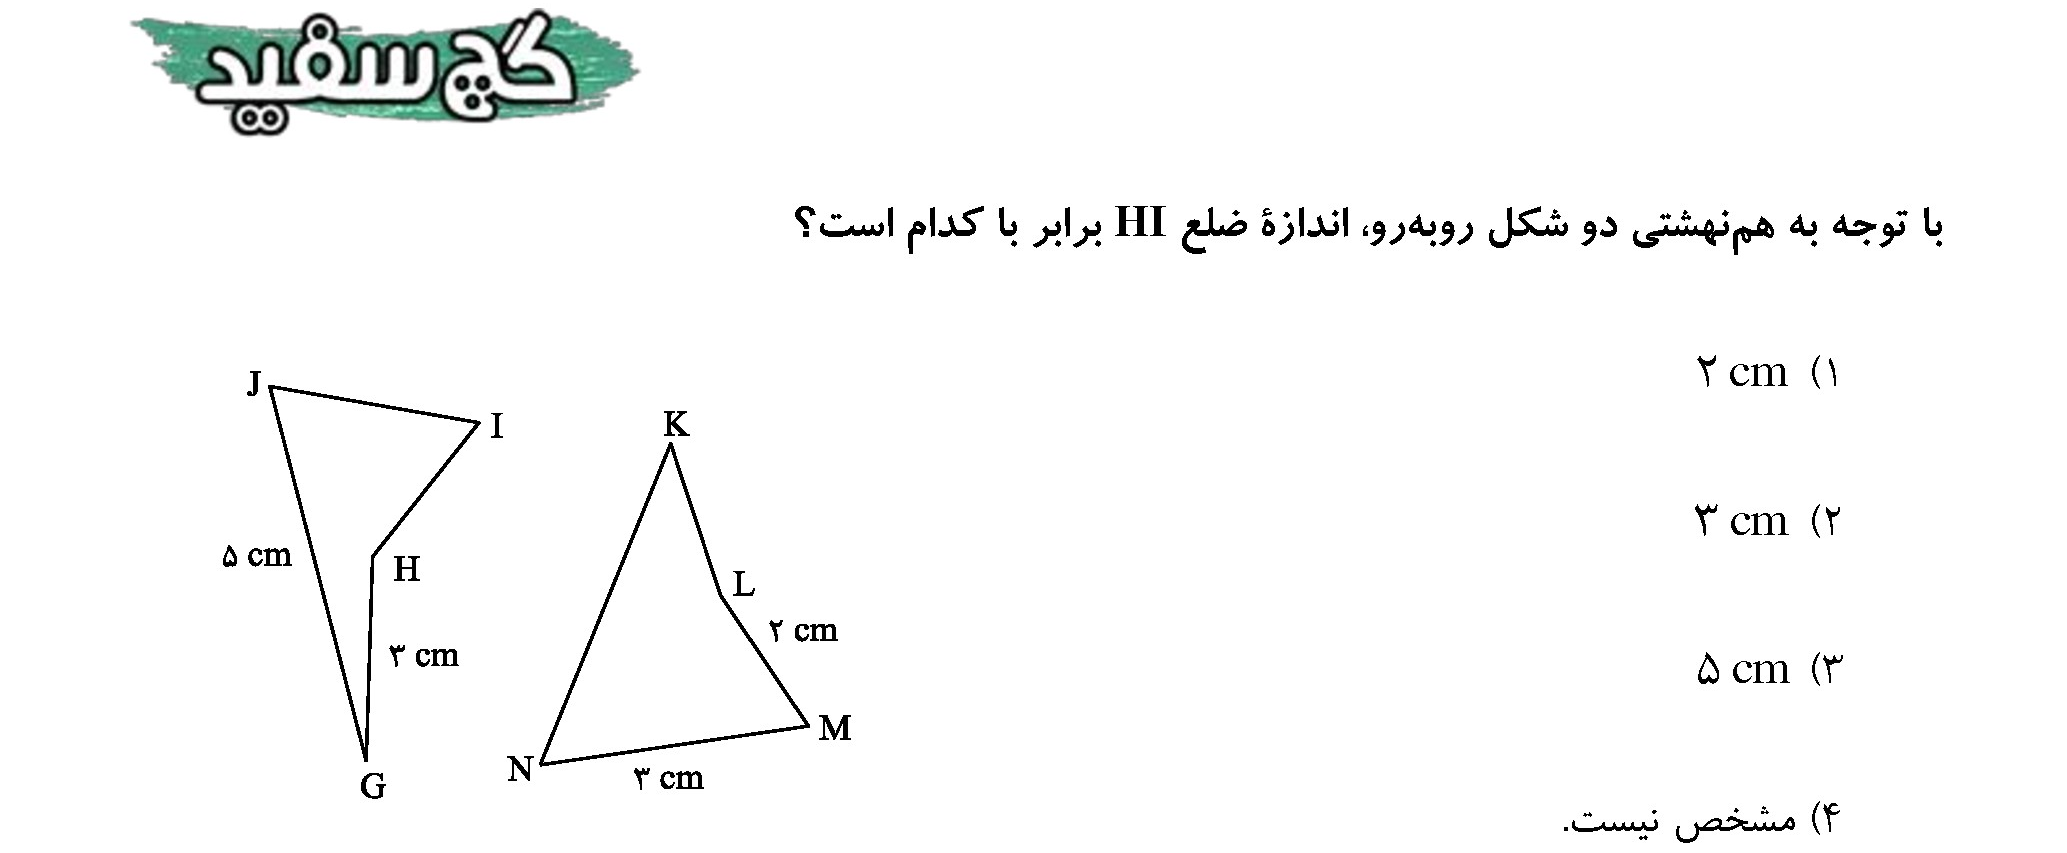 گچ سفید
با توجه به هم‌نهشتی دو شکل روبه‌رو، اندازهٔ ضلع HI برابر با کدام است؟
۱) ۲ cm
۲) ۳ cm
۳) ۵ cm
۴) مشخص نیست.
J
I
K
۵ cm
H
L
۲ cm
۳ cm
M
N
۳ cm
G